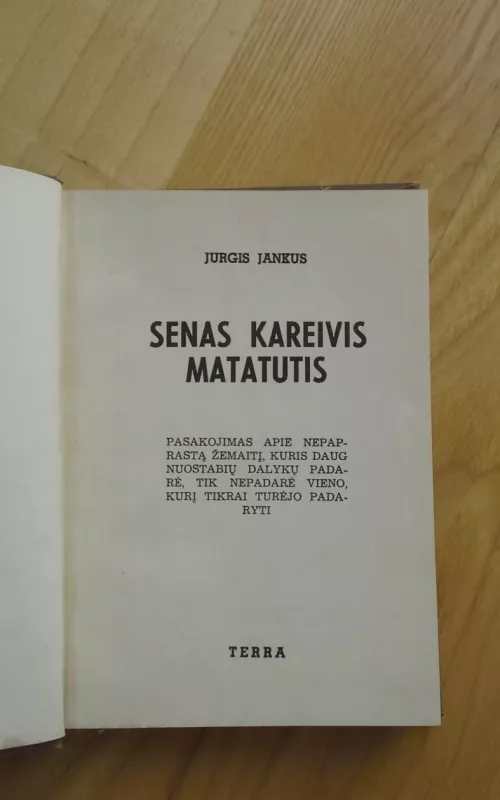 JURGIS JANKUS
SENAS KAREIVIS
MATATUTIS
PASAKOJIMAS APIE NEPAP-
RASTĄ ŽEMAITĮ, KURIS DAUG
NUOSTABIŲ DALYKŲ PADA-
RĖ, TIK NEPADARĖ VIENO,
KURĮ TIKRAI TURĖJO PADA-
RYTI
TERRA